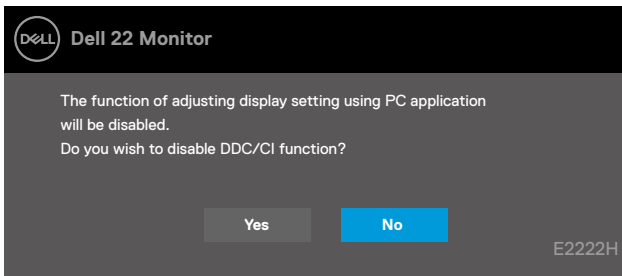 DELL Dell 22 Monitor
The function of adjusting display setting using PC application
will be disabled.
Do you wish to disable DDC/CI function?
Yes No
E2222H